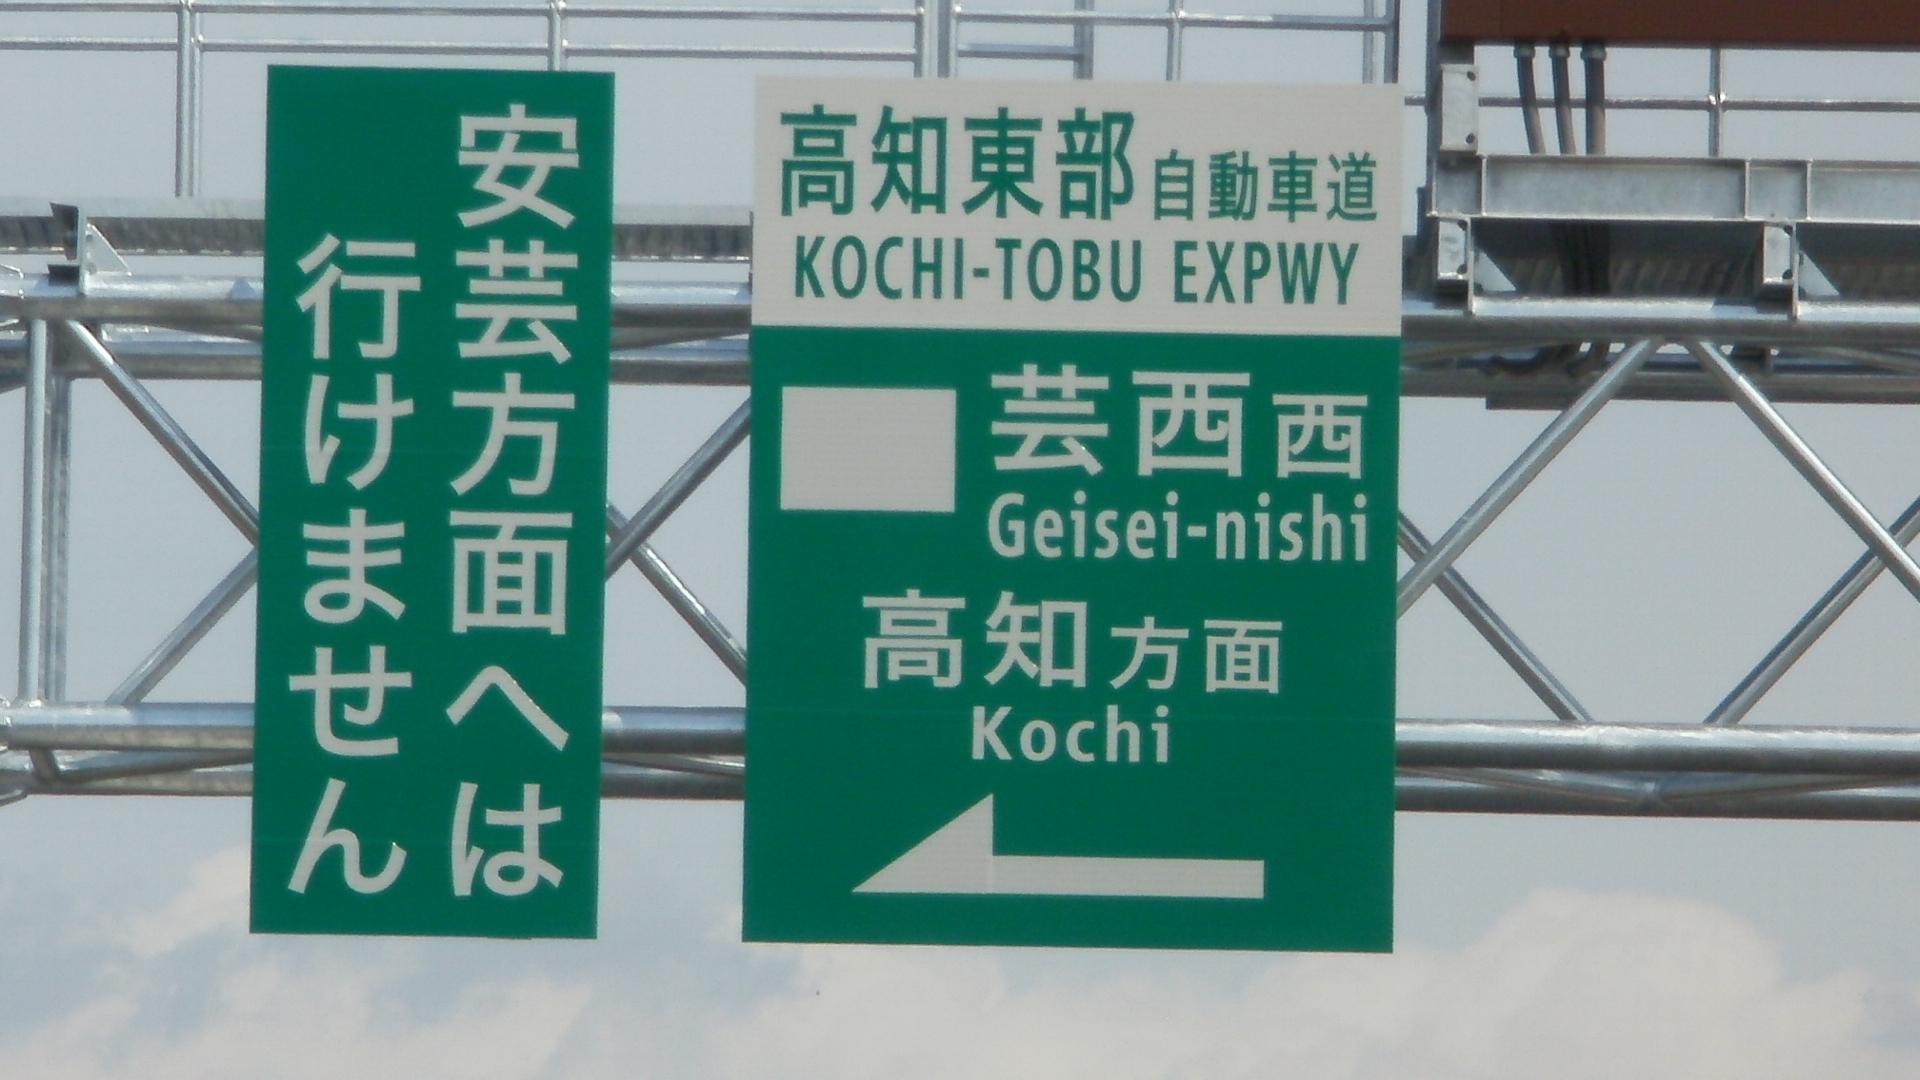 安芸方面へは
行けません
高知東部自動車道
KOCHI-TOBU EXPWY
芸西西
Geisei-nishi
高知方面
Kochi